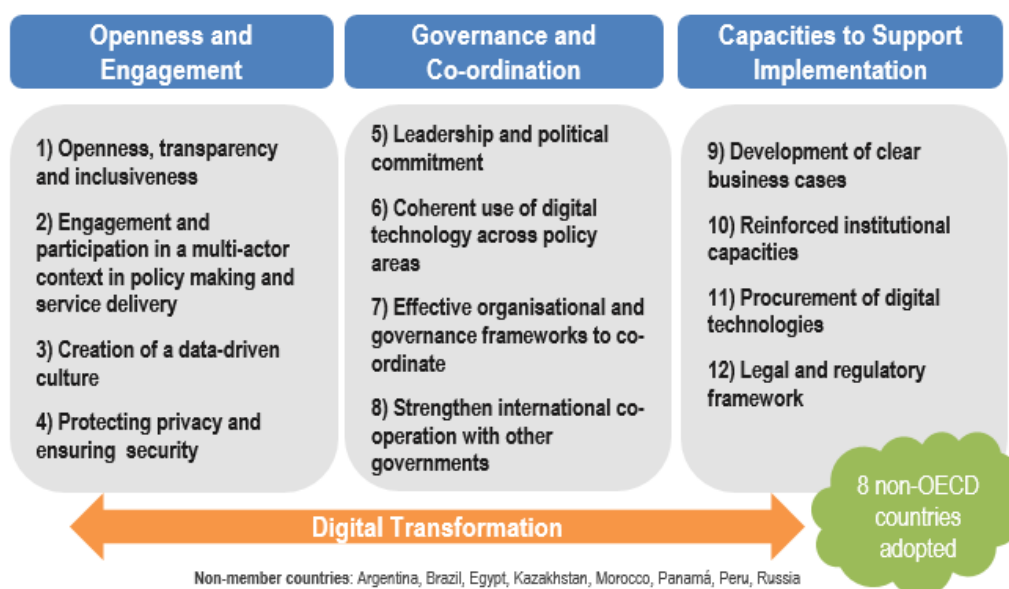 Openness and
Engagement
Governance and
Co-ordination
Capacities to Support
Implementation
1) Openness, transparency
and inclusiveness
2) Engagement and
participation in a multi-actor
context in policy making and
service delivery
3) Creation of a data-driven
culture
4) Protecting privacy and
ensuring security
5) Leadership and political
commitment
6) Coherent use of digital
technology across policy
areas
7) Effective organisational and
governance frameworks to co-
ordinate
8) Strengthen international co-
operation with other
governments
9) Development of clear
business cases
10) Reinforced institutional
capacities
11) Procurement of digital
technologies
12) Legal and regulatory
framework
8 non-OECD
countries
adopted
Digital Transformation
Non-member countries: Argentina, Brazil, Egypt, Kazakhstan, Morocco, Panamá, Peru, Russia